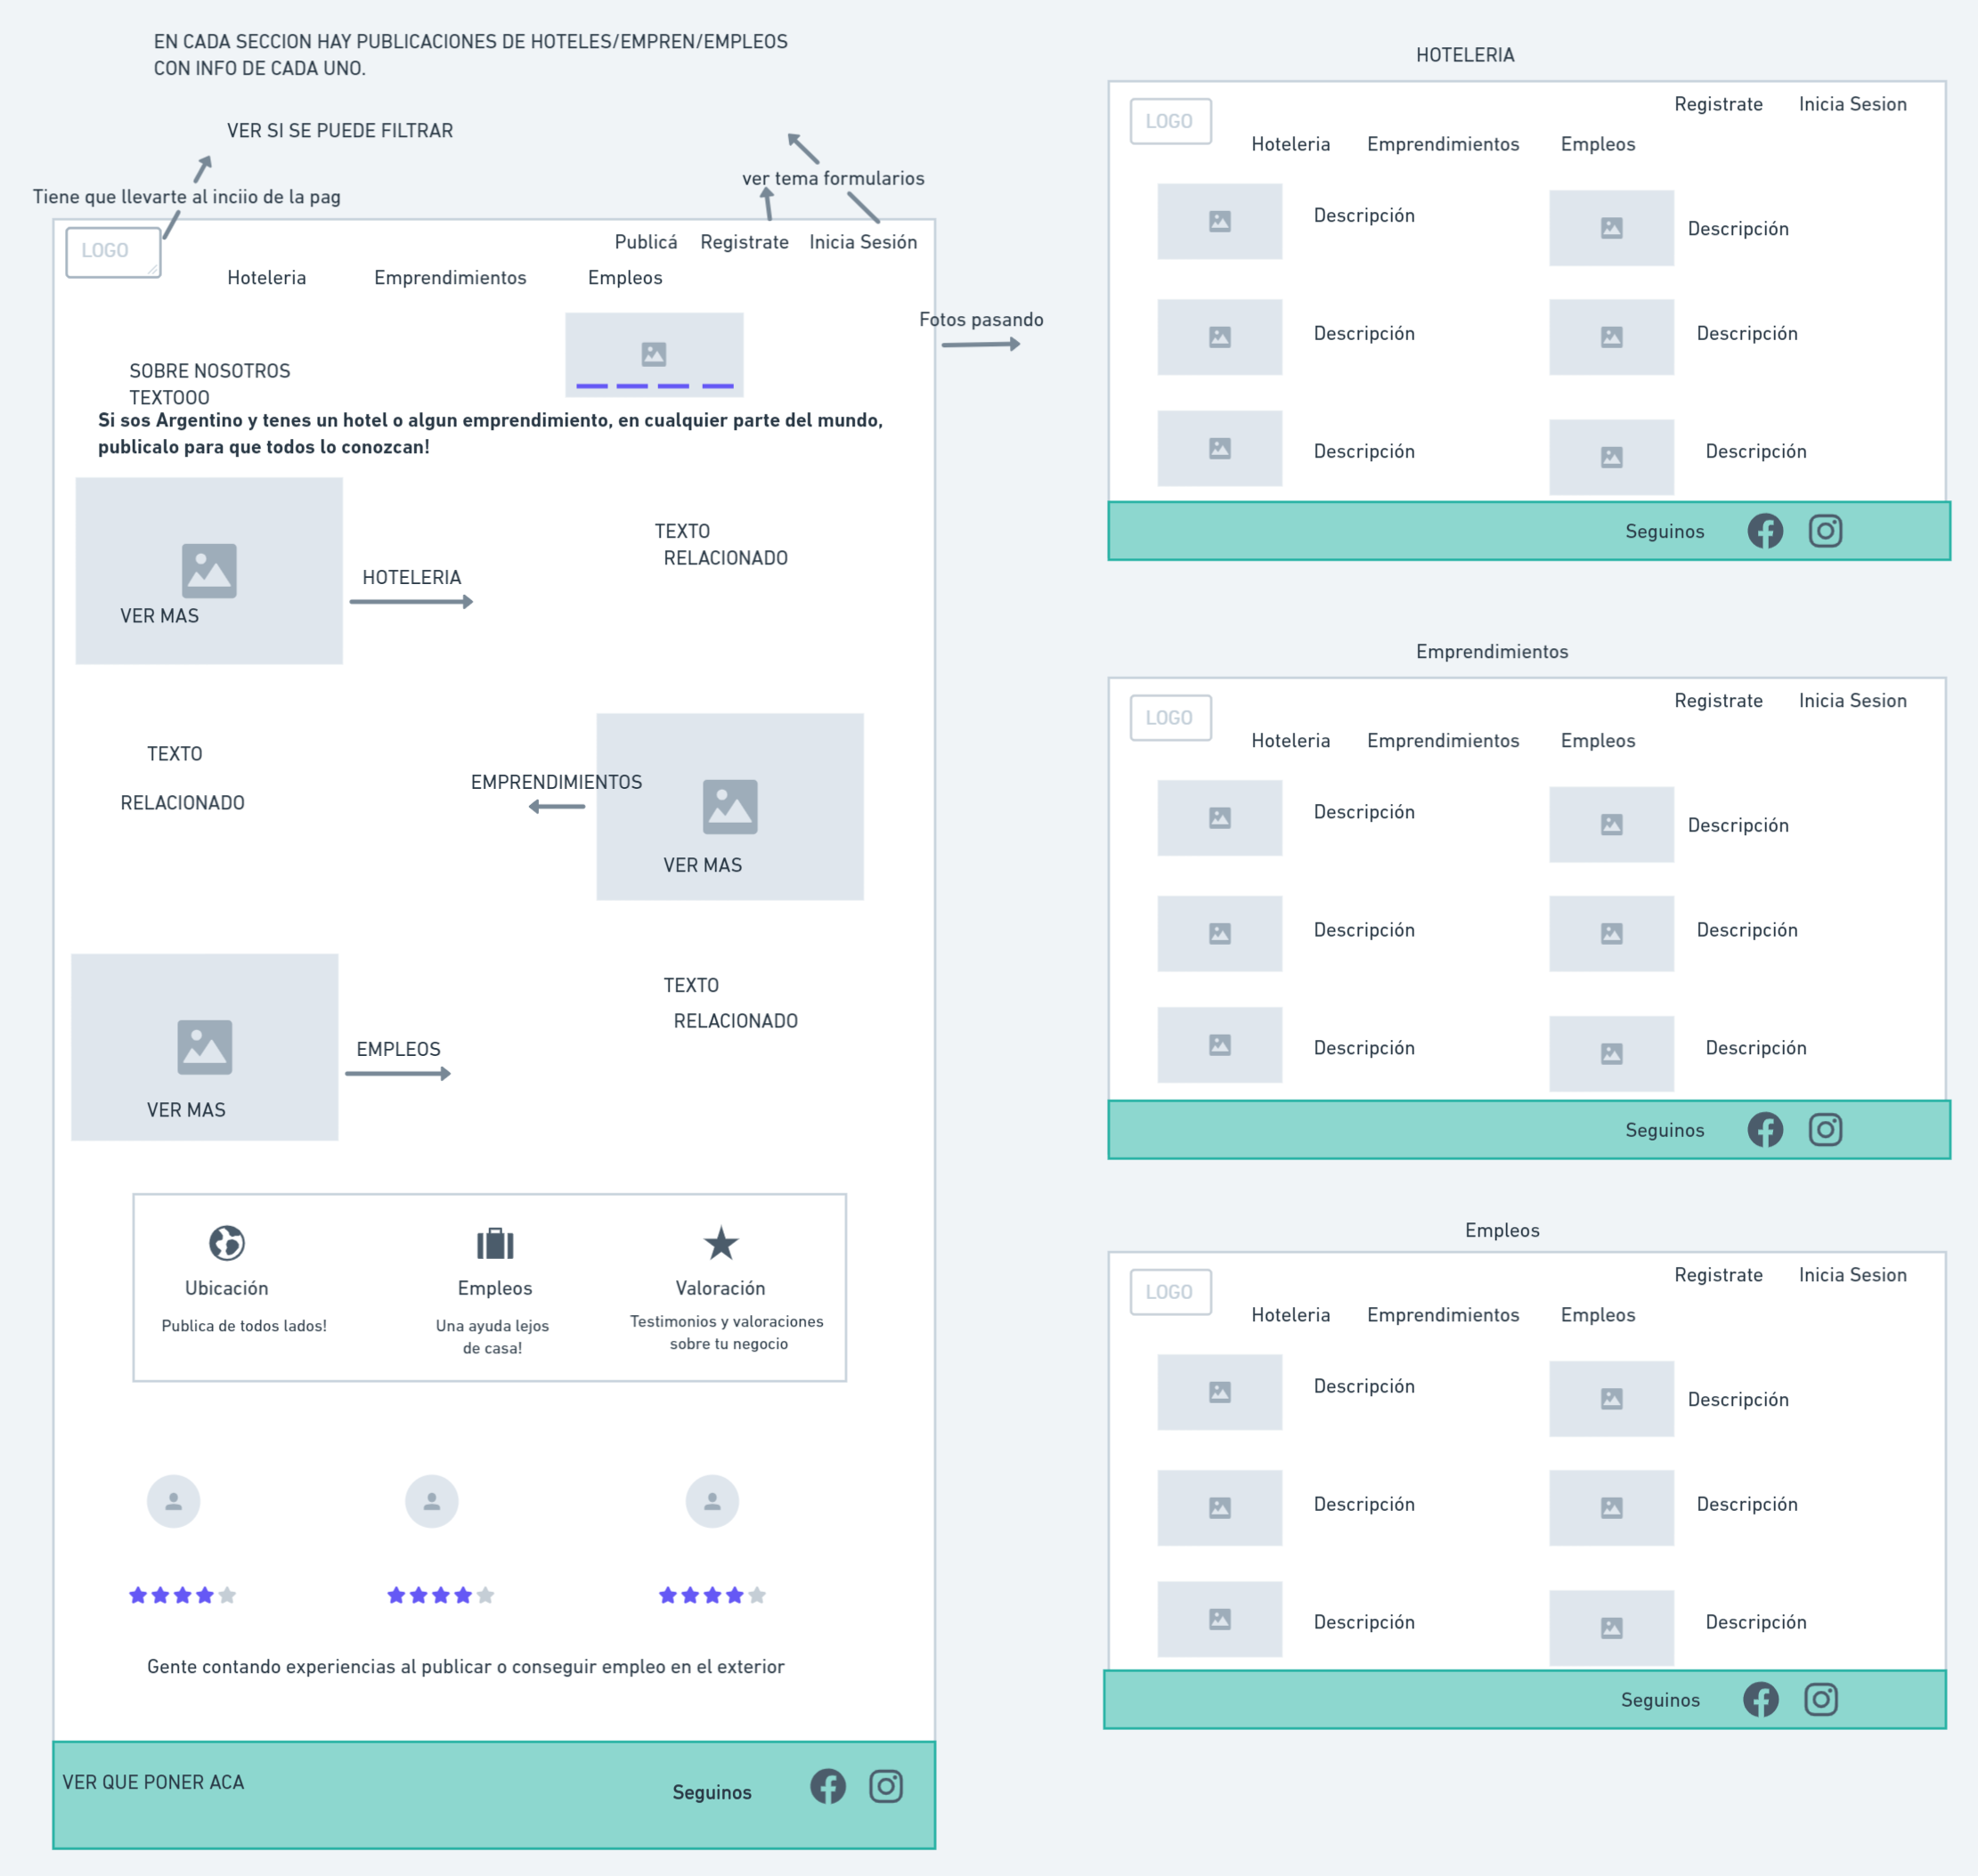 EN CADA SECCION HAY PUBLICACIONES DE HOTELES/EMPREN/EMPLEOS
CON INFO DE CADA UNO.
VER SI SE PUEDE FILTRAR
Tiene que llevarte al inciio de la pag
ver tema formularios
LOGO
Publicá Registrate Inicia Sesión
Hoteleria Emprendimientos Empleos
Fotos pasando
SOBRE NOSOTROS
TEXTOOO
Si sos Argentino y tenes un hotel o algun emprendimiento, en cualquier parte del mundo,
publicalo para que todos lo conozcan!
VER MAS
HOTELERIA
TEXTO
RELACIONADO
TEXTO
RELACIONADO
EMPRENDIMIENTOS
VER MAS
VER MAS
EMPLEOS
TEXTO
RELACIONADO
Ubicación
Publica de todos lados!
Empleos
Una ayuda lejos
de casa!
Valoración
Testimonios y valoraciones
sobre tu negocio
Gente contando experiencias al publicar o conseguir empleo en el exterior
VER QUE PONER ACA
Seguinos
HOTELERIA
LOGO
Registrate Inicia Sesion
Hoteleria Emprendimientos Empleos
Descripción
Descripción
Descripción
Descripción
Descripción
Descripción
Seguinos
Emprendimientos
LOGO
Registrate Inicia Sesion
Hoteleria Emprendimientos Empleos
Descripción
Descripción
Descripción
Descripción
Descripción
Descripción
Seguinos
Empleos
LOGO
Registrate Inicia Sesion
Hoteleria Emprendimientos Empleos
Descripción
Descripción
Descripción
Descripción
Descripción
Descripción
Seguinos